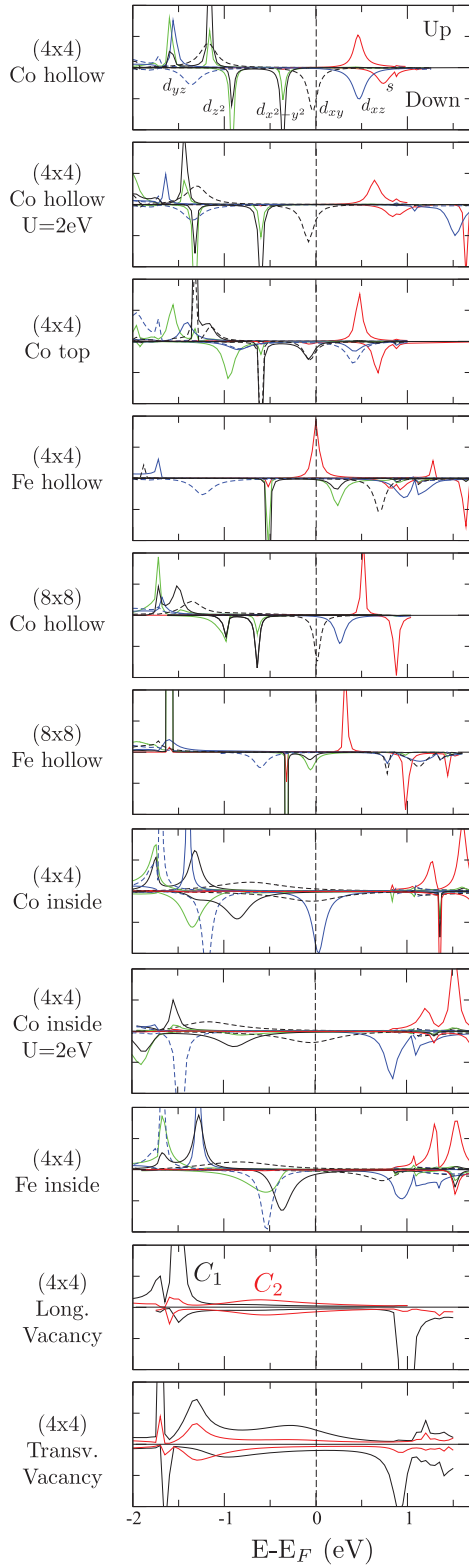 (4x4)
Co hollow
Up
Down
d_{yz}
d_{z^2}
d_{x^2-y^2}
d_{xy}
d_{xz}
s
(4x4)
Co hollow
U=2eV
(4x4)
Co top
(4x4)
Fe hollow
(8x8)
Co hollow
(8x8)
Fe hollow
(4x4)
Co inside
(4x4)
Co inside
U=2eV
(4x4)
Fe inside
(4x4)
Long.
Vacancy
C_1
C_2
(4x4)
Transv.
Vacancy
-2 -1 0 1
E-E_F (eV)